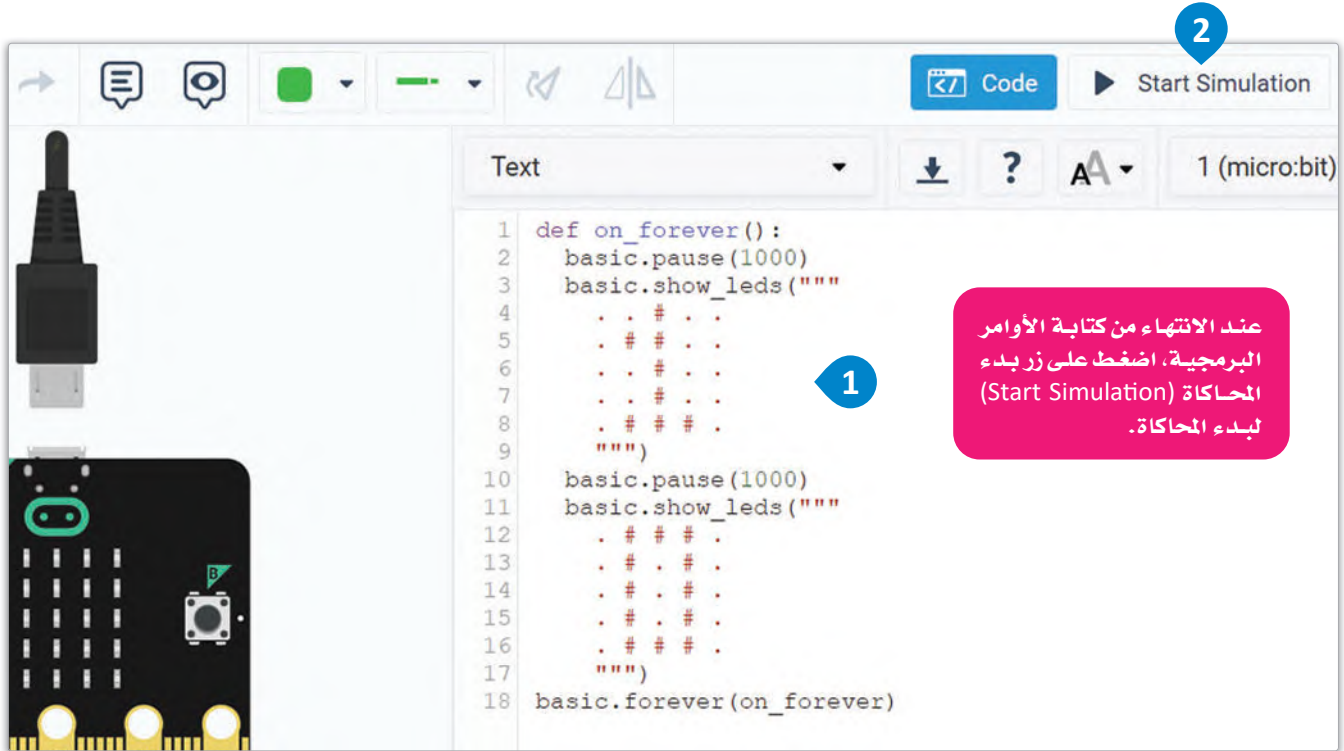 2
Code
Start Simulation
Text
?
AA
1 (micro:bit)
1 def on_forever():
2   basic.pause(1000)
3   basic.show_leds("""
4     . . # . .
5     . # # . .
6     . . # . .
7     . . # . .
8     . # # # .
9     """)
10   basic.pause(1000)
11   basic.show_leds("""
12     . # # # .
13     . # . # .
14     . # . # .
15     . # . # .
16     . # # # .
17     """)
18 basic.forever(on_forever)
1
عند الانتهاء من كتابة الأوامر
البرمجية، اضغط على زر بدء
المحاكاة (Start Simulation)
لبدء المحاكاة.
B